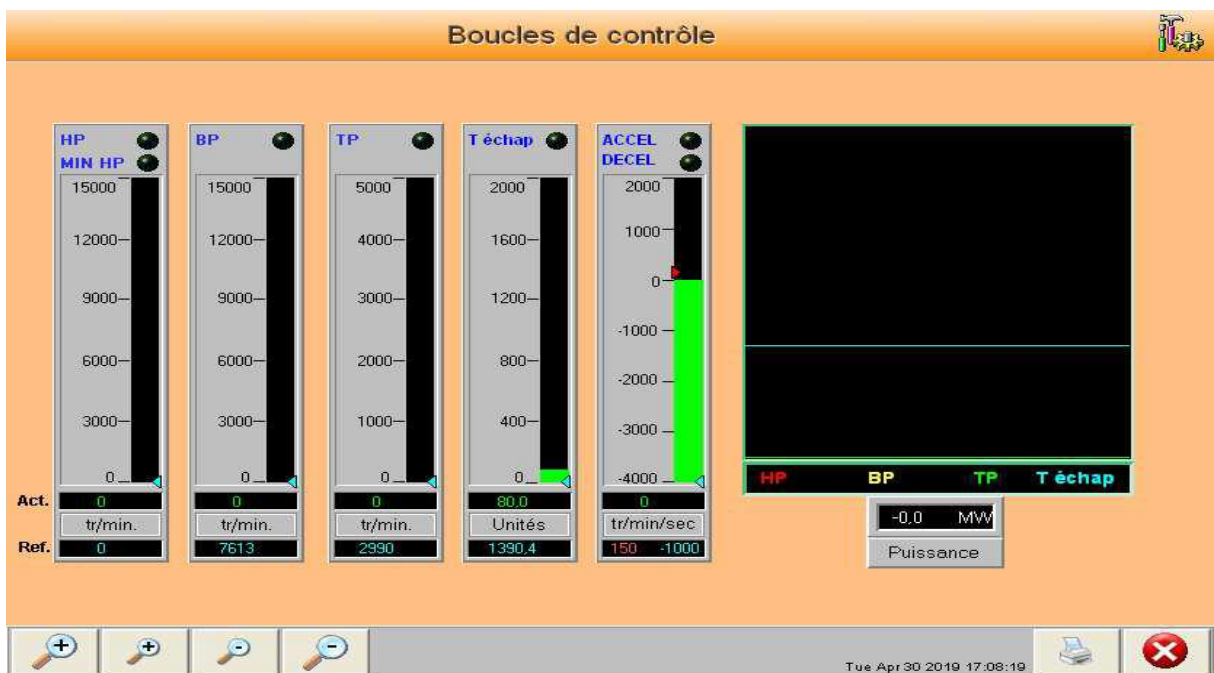 Boucles de contrôle
HP
MIN HP
15000
12000
9000
6000
3000
0
BP
15000
12000
9000
6000
3000
0
TP
5000
4000
3000
2000
1000
0
T échap
2000
1600
1200
800
400
0
ACCEL
DECEL
2000
1000
0
-1000
-2000
-3000
-4000
HP BP TP T échap
Act. 0 0 0 80,0 0
tr/min. tr/min. tr/min. Unités tr/min/sec
Ref. 0 7613 2990 1390,4 150 -1000
-0,0 MW
Puissance
Tue Apr 30 2019 17:08:19